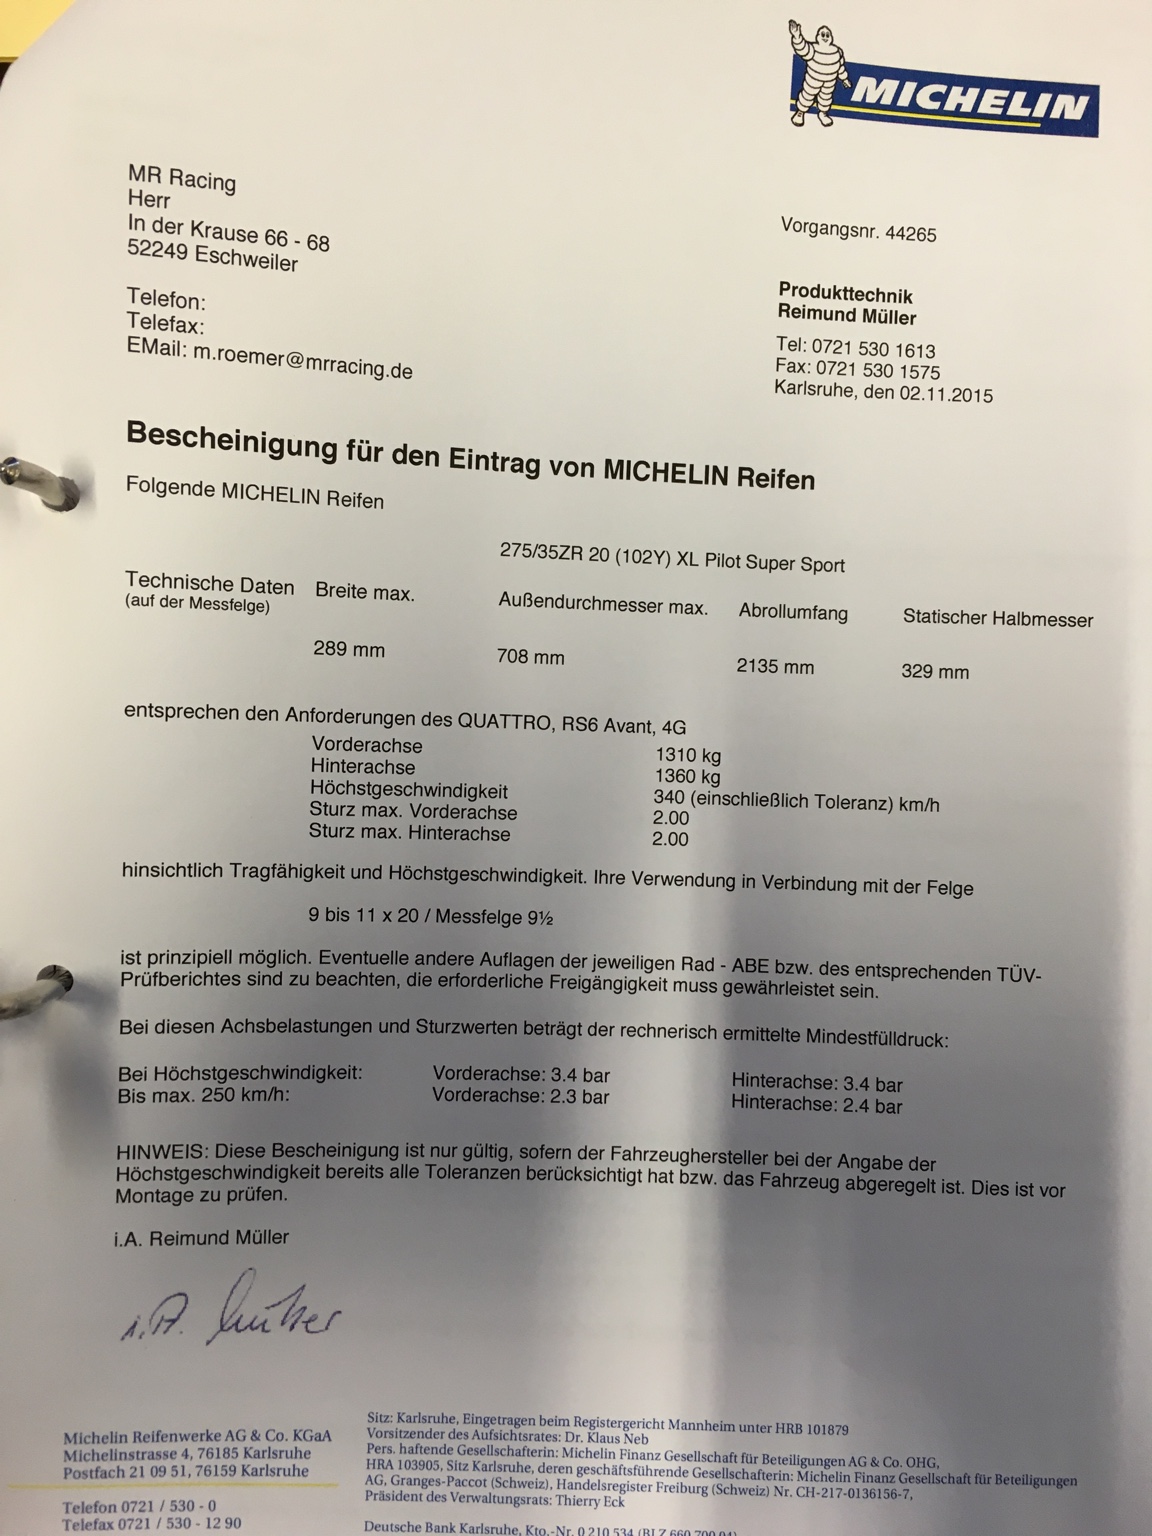 MICHELIN
MR Racing
Herr
In der Krause 66 - 68
52249 Eschweiler
Telefon:
Telefax:
EMail: m.roemer@mrracing.de
Vorgangsnr. 44265
Produkttechnik
Reimund Müller
Tel: 0721 530 1613
Fax: 0721 530 1575
Karlsruhe, den 02.11.2015
Bescheinigung für den Eintrag von MICHELIN Reifen
Folgende MICHELIN Reifen
275/35ZR 20 (102Y) XL Pilot Super Sport
Technische Daten Breite max. Außendurchmesser max. Abrollumfang Statischer Halbmesser
(auf der Messfelge)
289 mm 708 mm 2135 mm 329 mm
entsprechen den Anforderungen des QUATTRO, RS6 Avant, 4G
Vorderachse 1310 kg
Hinterachse 1360 kg
Höchstgeschwindigkeit 340 (einschließlich Toleranz) km/h
Sturz max. Vorderachse 2.00
Sturz max. Hinterachse 2.00
hinsichtlich Tragfähigkeit und Höchstgeschwindigkeit. Ihre Verwendung in Verbindung mit der Felge
9 bis 11 x 20 / Messfelge 9½
ist prinzipiell möglich. Eventuelle andere Auflagen der jeweiligen Rad - ABE bzw. des entsprechenden TÜV-
Prüfberichtes sind zu beachten, die erforderliche Freigängigkeit muss gewährleistet sein.
Bei diesen Achsbelastungen und Sturzwerten beträgt der rechnerisch ermittelte Mindestfülldruck:
Bei Höchstgeschwindigkeit: Vorderachse: 3.4 bar Hinterachse: 3.4 bar
Bis max. 250 km/h: Vorderachse: 2.3 bar Hinterachse: 2.4 bar
HINWEIS: Diese Bescheinigung ist nur gültig, sofern der Fahrzeughersteller bei der Angabe der
Höchstgeschwindigkeit bereits alle Toleranzen berücksichtigt hat bzw. das Fahrzeug abgeregelt ist. Dies ist vor
Montage zu prüfen.
i.A. Reimund Müller
i.A.
Michelin Reifenwerke AG & Co. KGaA
Michelinstrasse 4, 76185 Karlsruhe
Postfach 21 09 51, 76159 Karlsruhe
Telefon 0721 / 530 - 0
Telefax 0721 / 530 - 12 90
Sitz: Karlsruhe, Eingetragen beim Registergericht Mannheim unter HRB 101879
Vorsitzender des Aufsichtsrates: Dr. Klaus Neb
Pers. haftende Gesellschafterin: Michelin Finanz Gesellschaft für Beteiligungen AG & Co. OHG,
HRA 103905, Sitz Karlsruhe, deren geschäftsführende Gesellschafterin: Michelin Finanz Gesellschaft für Beteiligungen
AG, Granges-Paccot (Schweiz), Handelsregister Freiburg (Schweiz) Nr. CH-217-0136156-7,
Präsident des Verwaltungsrats: Thierry Eck
Deutsche Bank Karlsruhe, Kto.-Nr. 0 210 534 (BLZ 660 700 04)